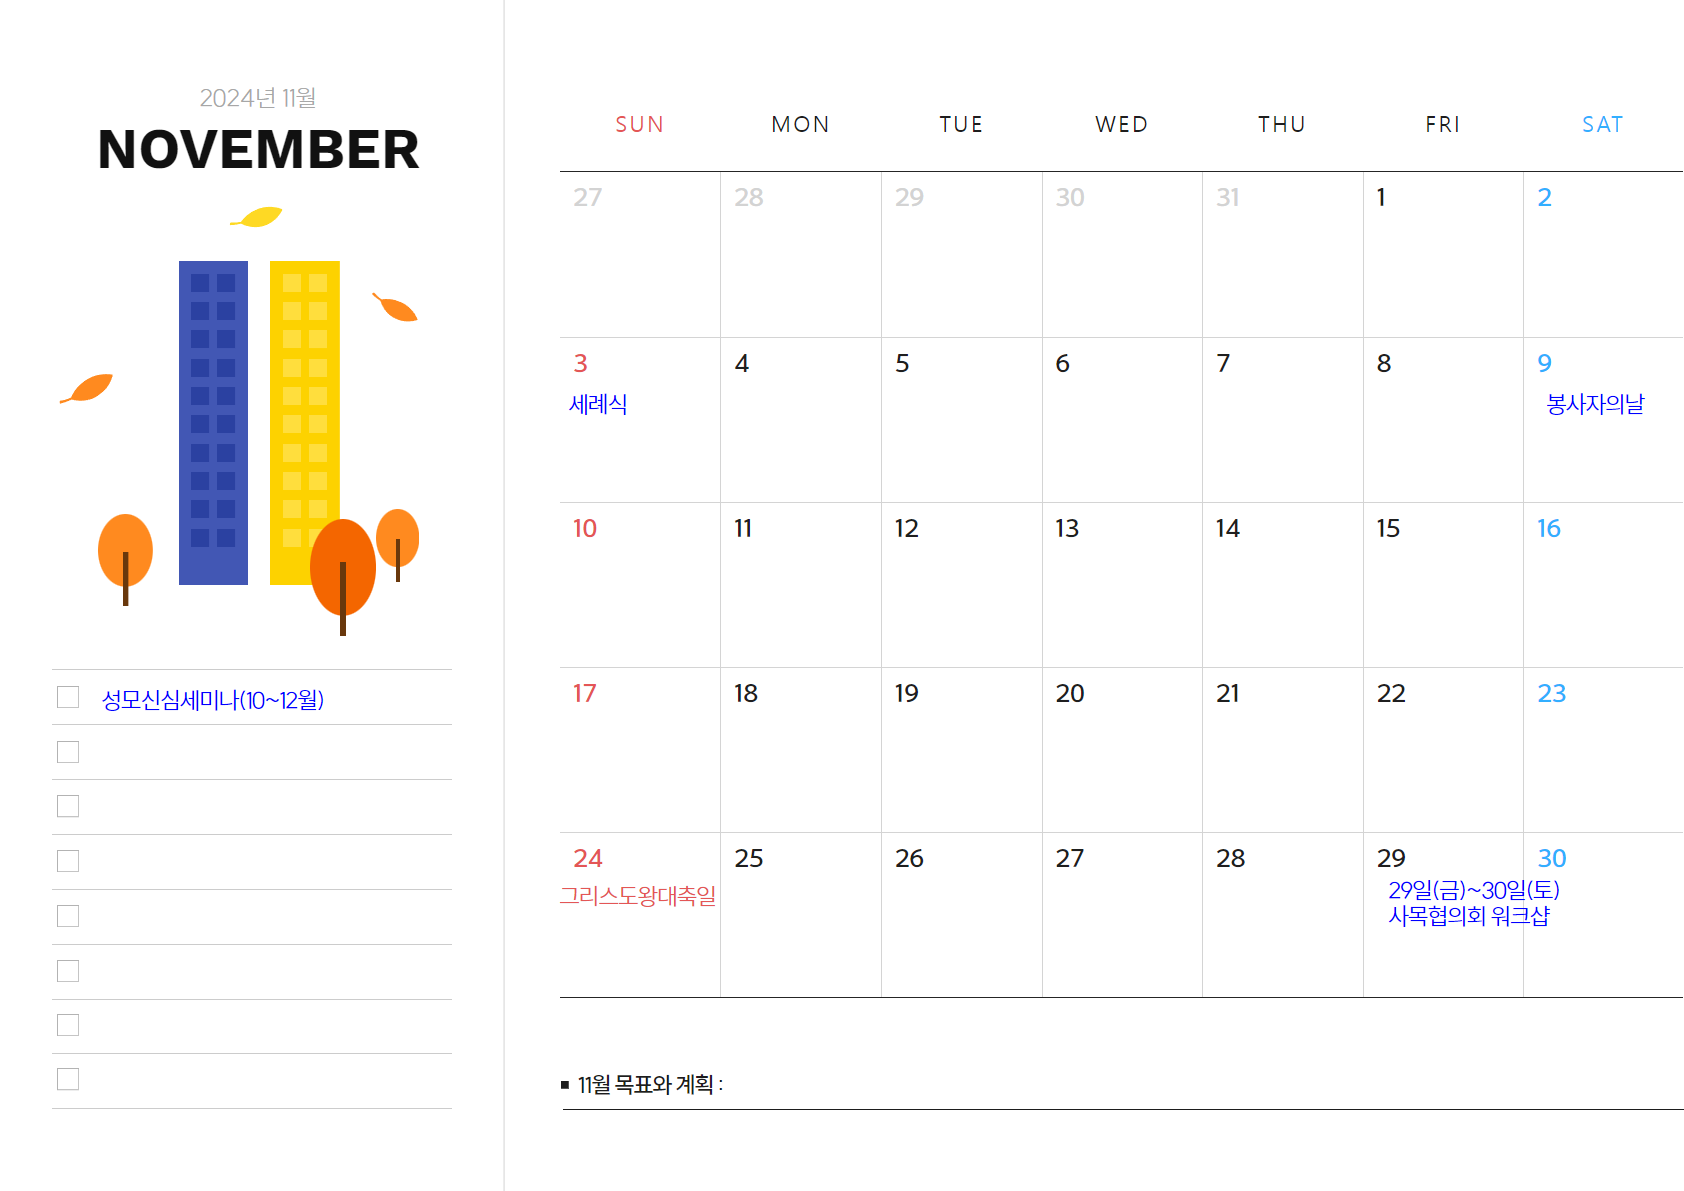 2024년 11월
NOVEMBER
성모신심세미나(10~12월)
SUN MON TUE WED THU FRI SAT
27 28 29 30 31 1 2
3 4 5 6 7 8 9
세례식 봉사자의날
10 11 12 13 14 15 16
17 18 19 20 21 22 23
24 25 26 27 28 29 30
그리스도왕대축일 29일(금)~30일(토)
사목협의회 워크샵
▪ 11월 목표와 계획 :